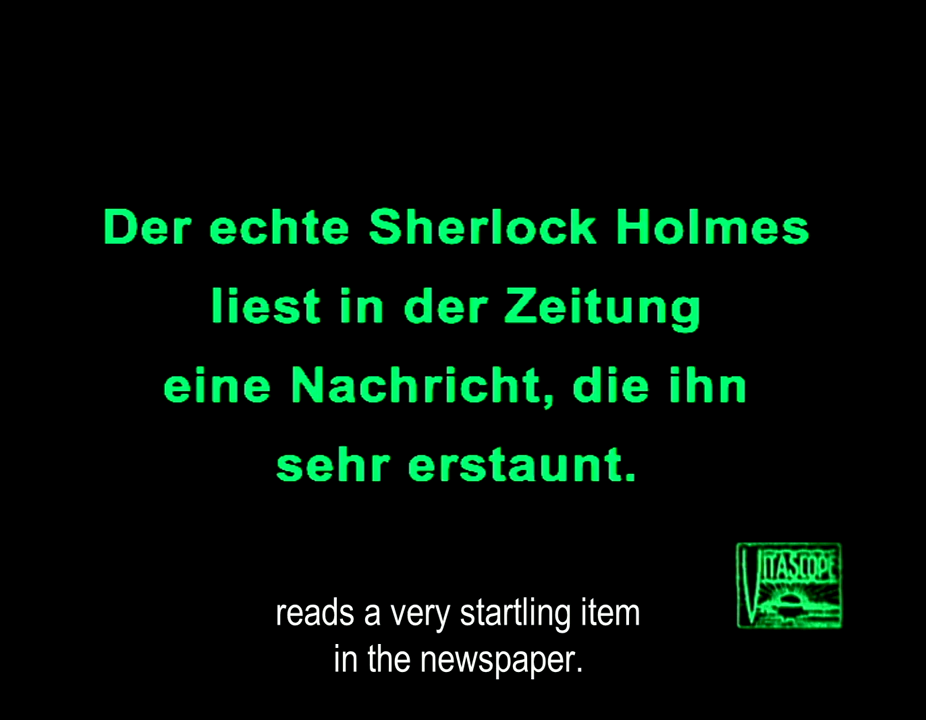 Der echte Sherlock Holmes
liest in der Zeitung
eine Nachricht, die ihn
sehr erstaunt.
VITASCOPE
reads a very startling item
in the newspaper.